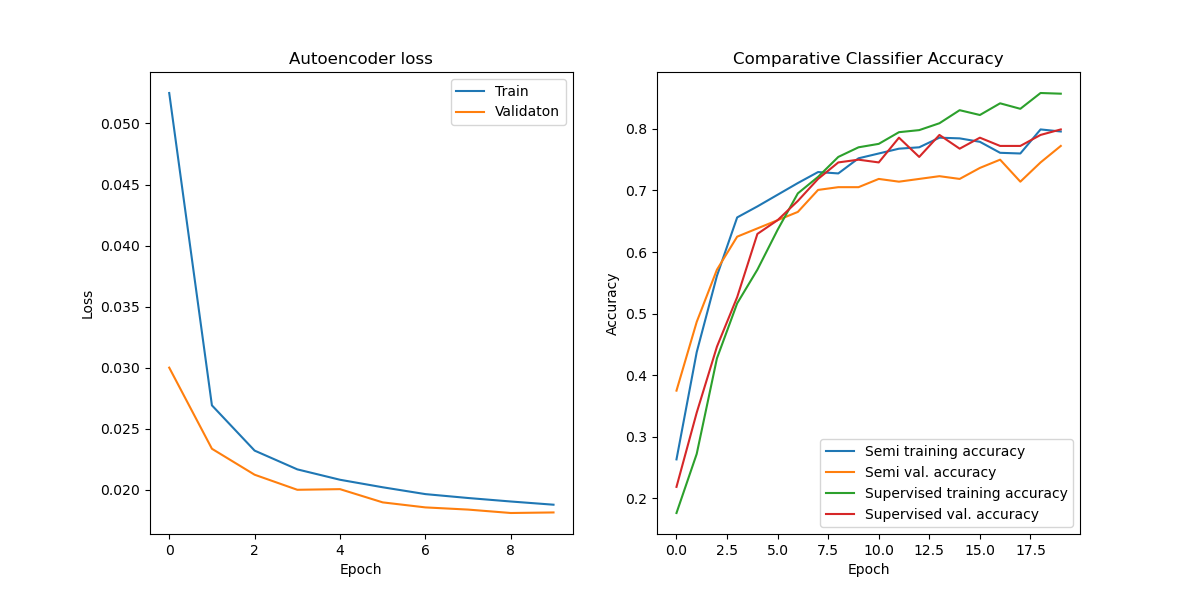 Autoencoder loss
Train
Validaton
0.050
0.045
0.040
0.035
0.030
0.025
0.020
Loss
0
2
4
6
8
Epoch
Comparative Classifier Accuracy
0.8
0.7
0.6
0.5
0.4
0.3
0.2
Accuracy
Semi training accuracy
Semi val. accuracy
Supervised training accuracy
Supervised val. accuracy
0.0
2.5
5.0
7.5
10.0
12.5
15.0
17.5
Epoch